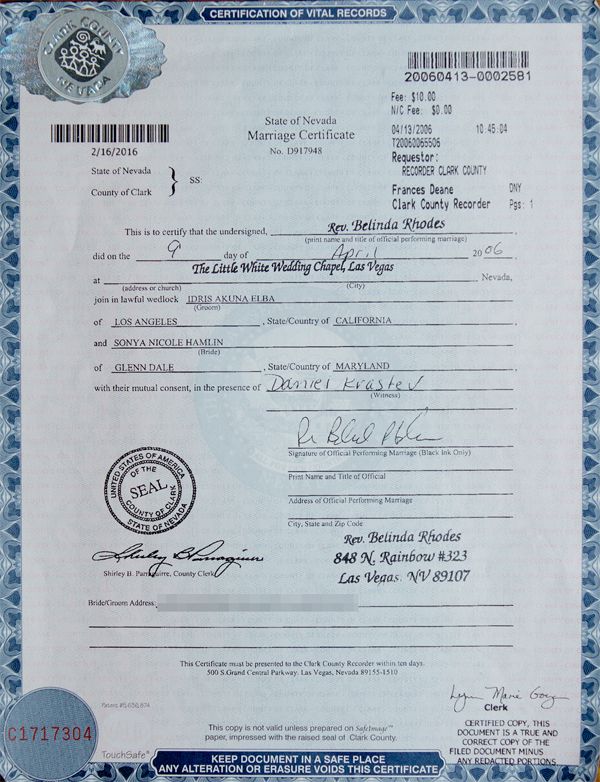 CERTIFICATION OF VITAL RECORDS
CLARK COUNTY
NEVADA
20060413-0002581
Fee: $10.00
N/C Fee: $0.00
04/13/2006 10:45:04
T20060065506
Requestor:
RECORDER CLARK COUNTY
Frances Deane DNY
Clark County Recorder Pgs: 1
2/16/2016
State of Nevada
Marriage Certificate
No. D917948
State of Nevada
County of Clark
} SS:
This is to certify that the undersigned, Rev. Belinda Rhodes
(print name and title of official performing marriage)
did on the 9 day of April 2006
at The Little White Wedding Chapel, Las Vegas Nevada,
(address or church) (City)
join in lawful wedlock IDRIS AKUNA ELBA
(Groom)
of LOS ANGELES, State/Country of CALIFORNIA
and SONYA NICOLE HAMLIN
(Bride)
of GLENN DALE, State/Country of MARYLAND
with their mutual consent, in the presence of Daniel Krastev
(Witness)
Signature of Official Performing Marriage (Black Ink Only)
Print Name and Title of Official
Address of Official Performing Marriage
City, State and Zip Code
Rev. Belinda Rhodes
848 N. Rainbow #323
Las Vegas, NV 89107
UNITED STATES OF AMERICA
OF THE
SEAL
COUNTY OF CLARK
STATE OF NEVADA
Shirley B. Parraguirre, County Clerk
Bride/Groom Address:
This Certificate must be presented to the Clark County Recorder within ten days.
500 S.Grand Central Parkway, Las Vegas, Nevada 89155-1510
Clerk
CERTIFIED COPY, THIS
DOCUMENT IS A TRUE AND
CORRECT COPY OF THE
FILED DOCUMENT MINUS
ANY REDACTED PORTIONS.
Patent #5,636,874
C1717304
This copy is not valid unless prepared on SafeImage™
paper, impressed with the raised seal of Clark County.
TouchSafe®
KEEP DOCUMENT IN A SAFE PLACE
ANY ALTERATION OR ERASURE VOIDS THIS CERTIFICATE